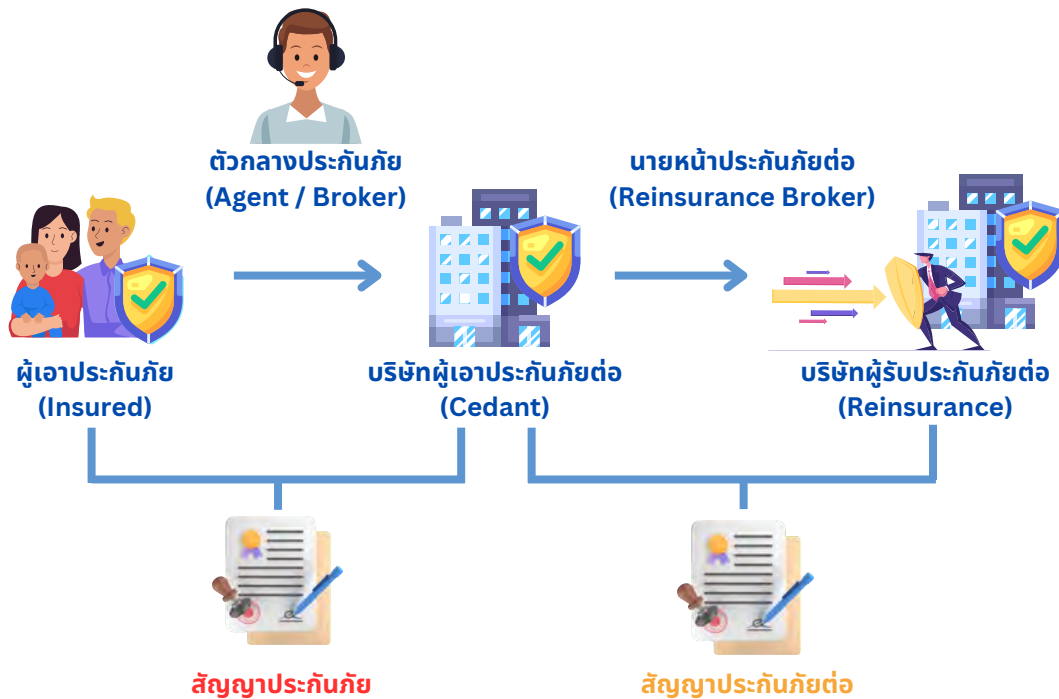 ตัวกลางประกันภัย
(Agent / Broker)
นายหน้าประกันภัยต่อ
(Reinsurance Broker)
ผู้เอาประกันภัย
(Insured)
บริษัทผู้เอาประกันภัยต่อ
(Cedant)
บริษัทผู้รับประกันภัยต่อ
(Reinsurance)
สัญญาประกันภัย
สัญญาประกันภัยต่อ